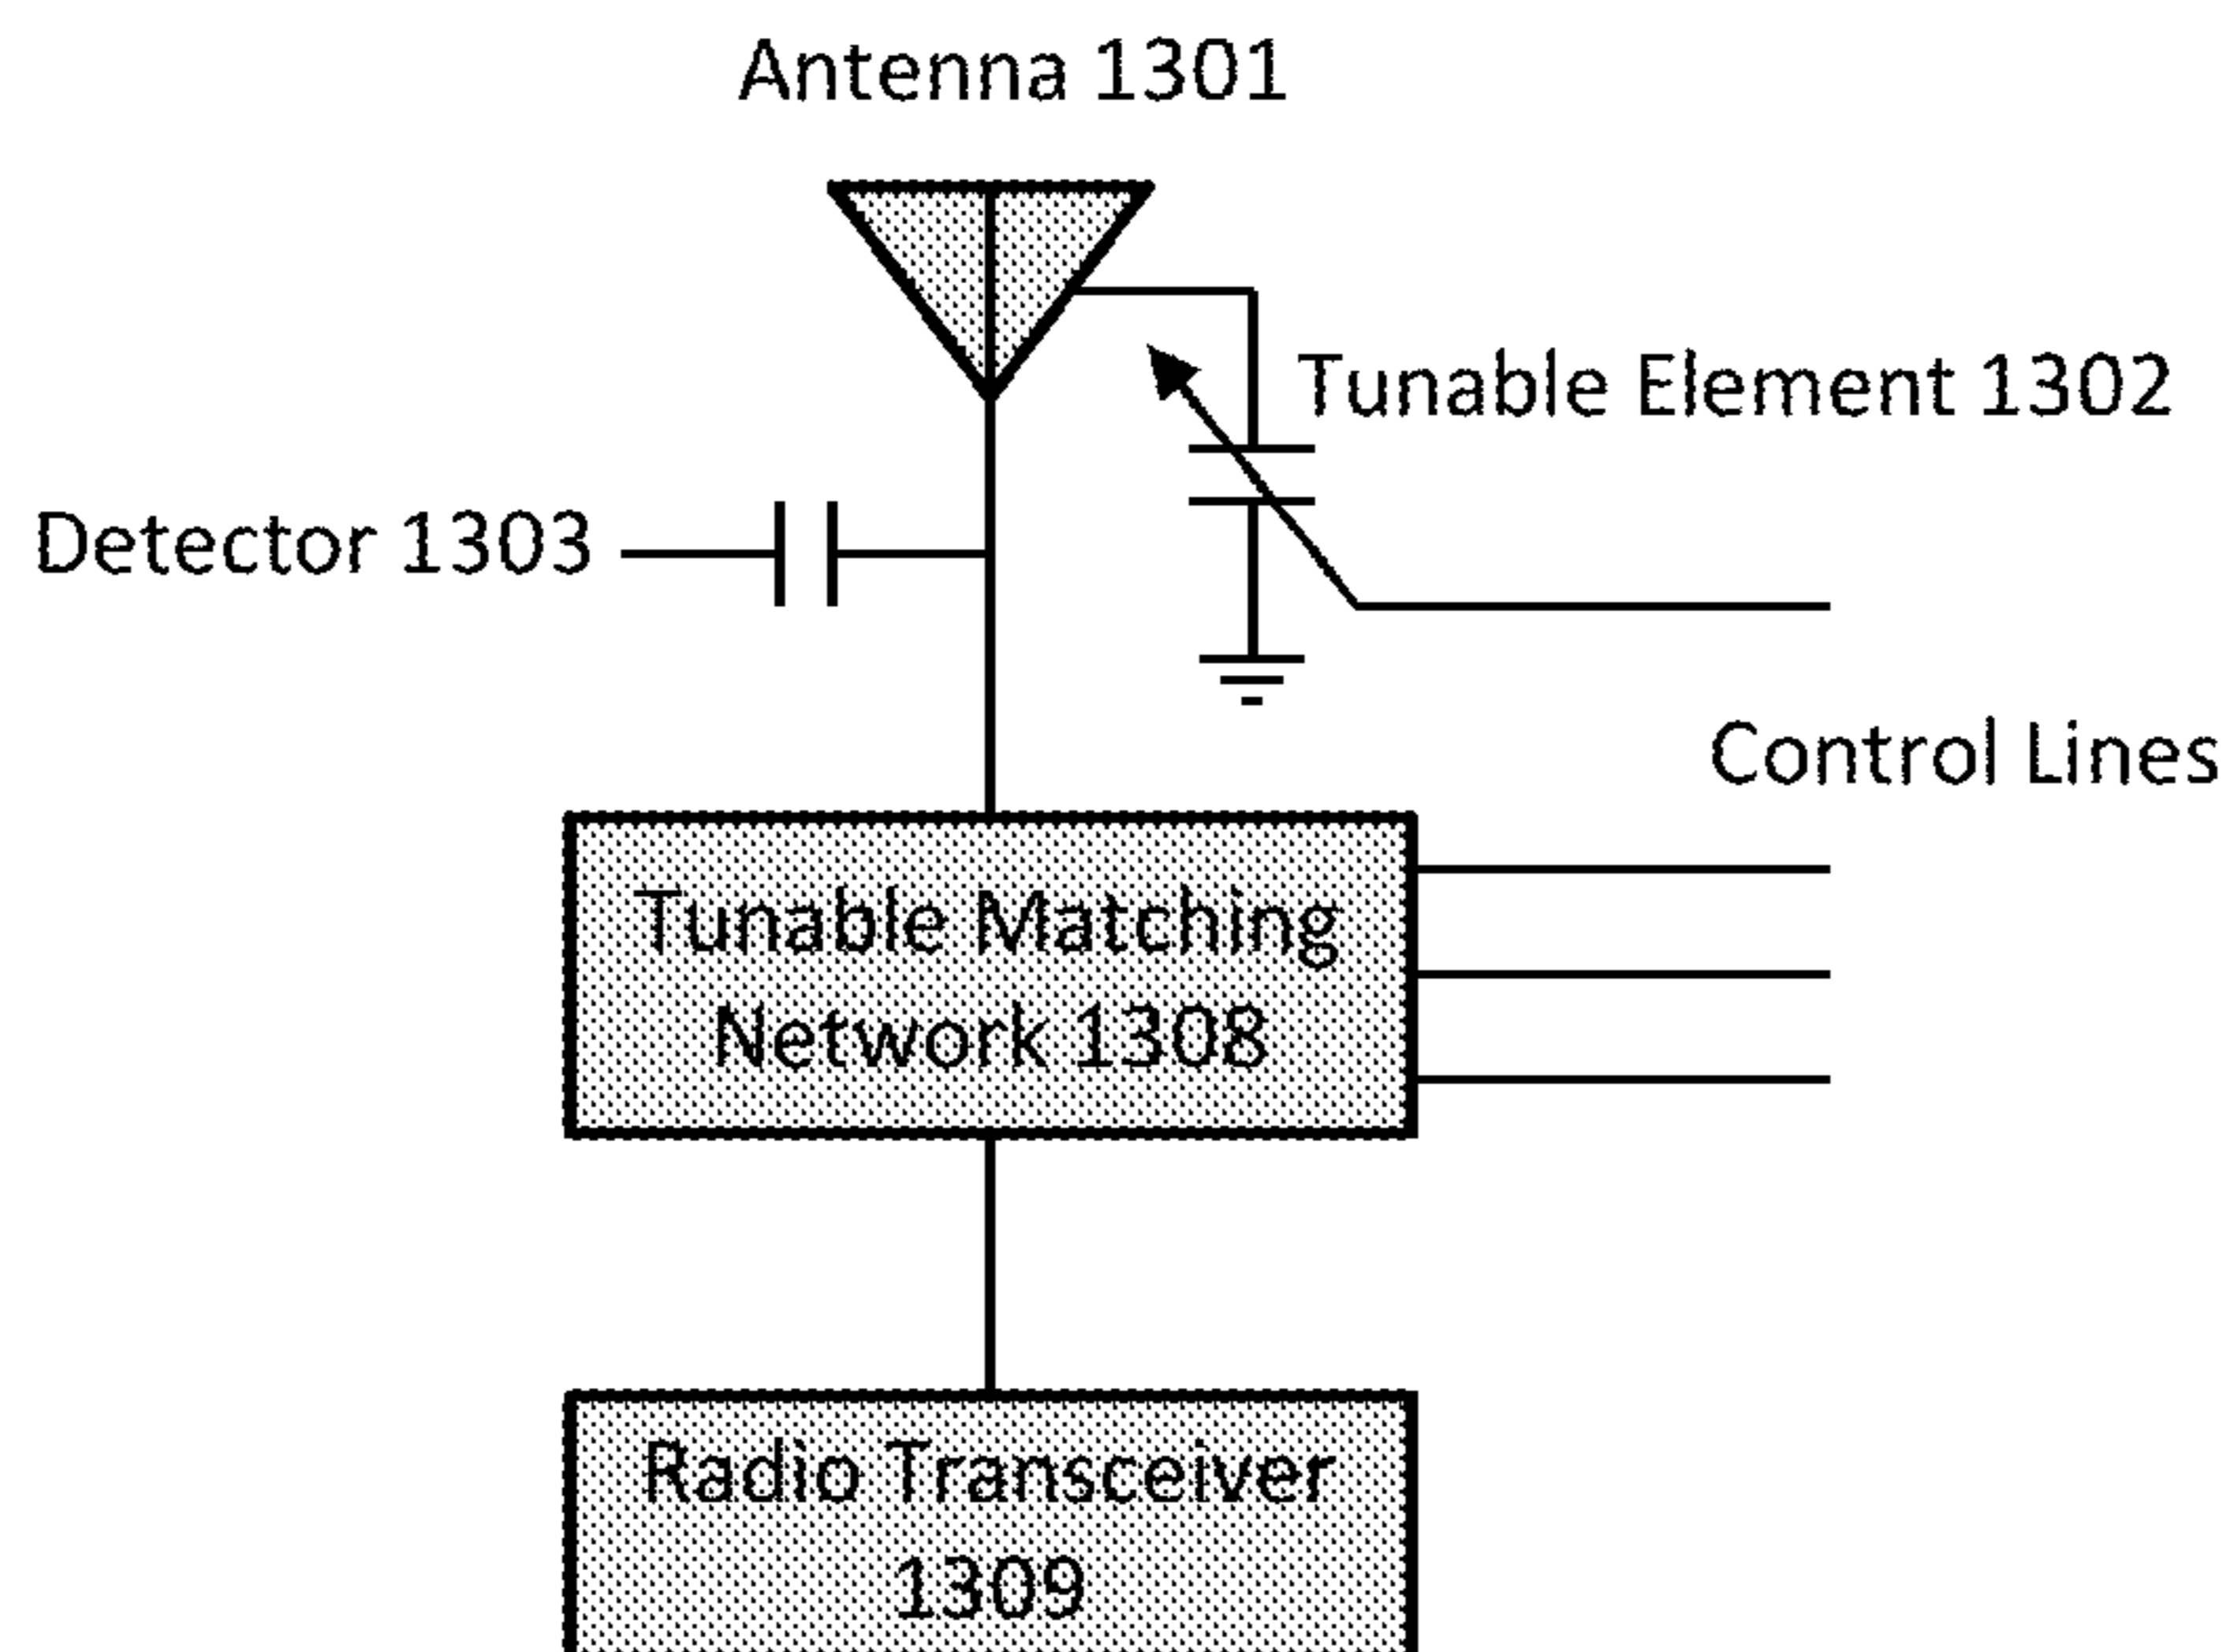 Antenna 1301
Tunable Element 1302
Detector 1303
Control Lines
Tunable Matching
Network 1308
Radio Transceiver
1309